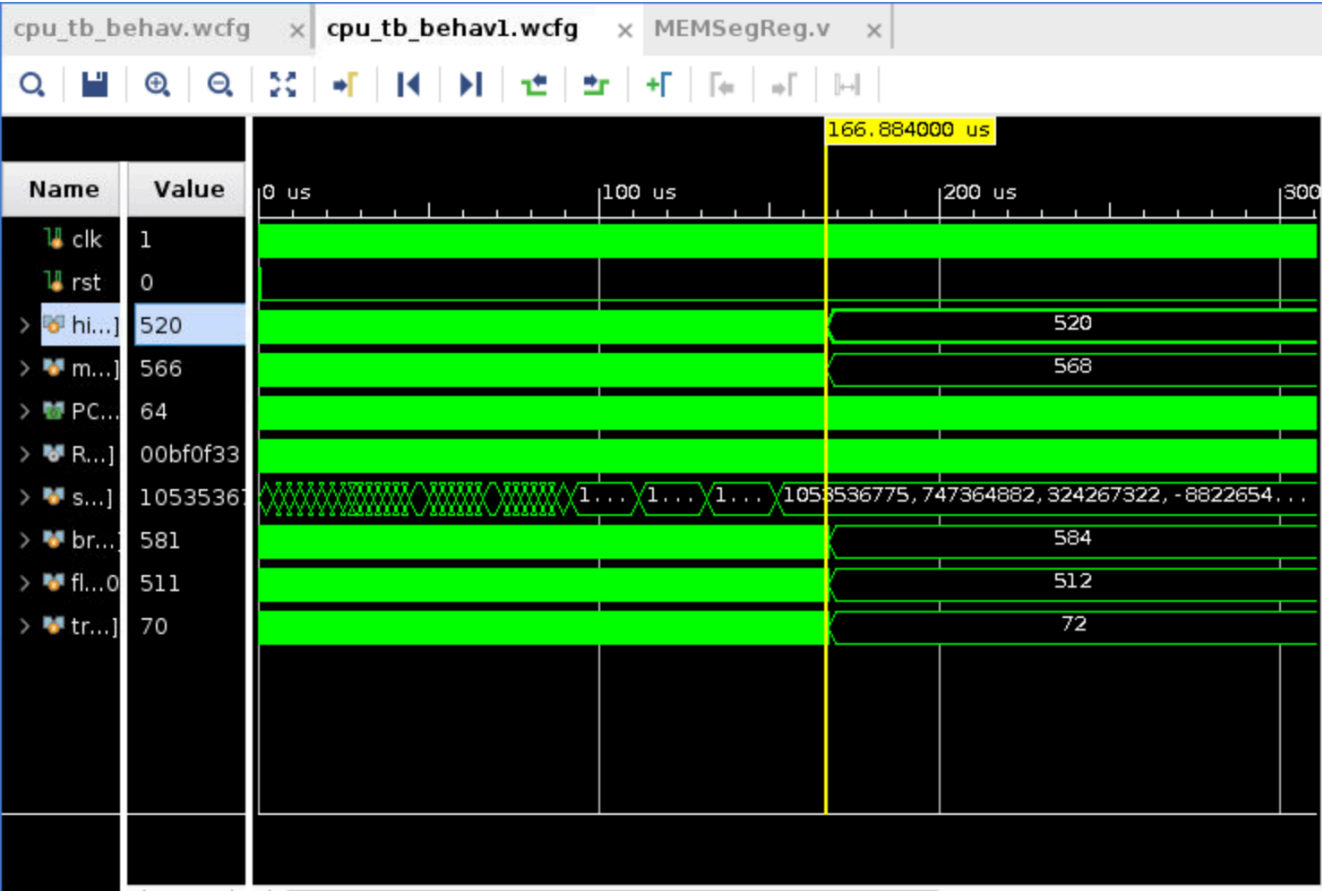 cpu_tb_behav.wcfg × cpu_tb_behav1.wcfg × MEMSegReg.v ×
166.884000 us
Name Value 0 us 100 us 200 us 300
clk 1
rst 0
hi...] 520 520
m...] 566 568
PC... 64
R...] 00bf0f33
s...] 10535367 1... 1... 1... 1053536775,747364882,324267322,-8822654...
br...] 581 584
fl...0 511 512
tr...] 70 72